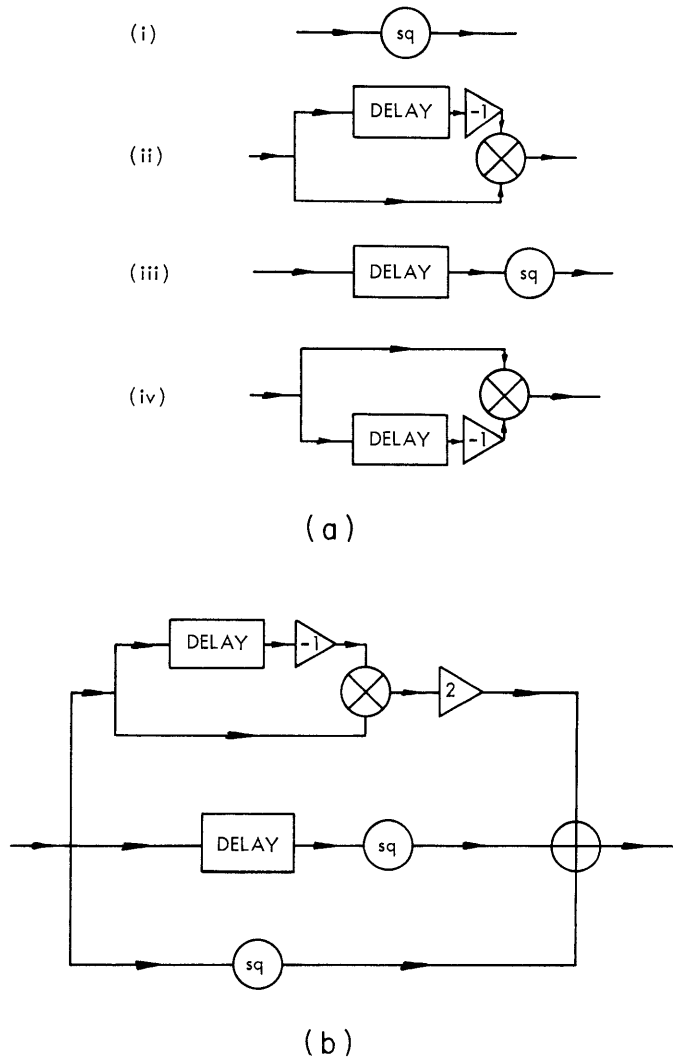 (i) sq
DELAY -1
(ii)
(iii) DELAY sq
(iv)
DELAY -1
(a)
DELAY -1
2
DELAY sq
sq
(b)